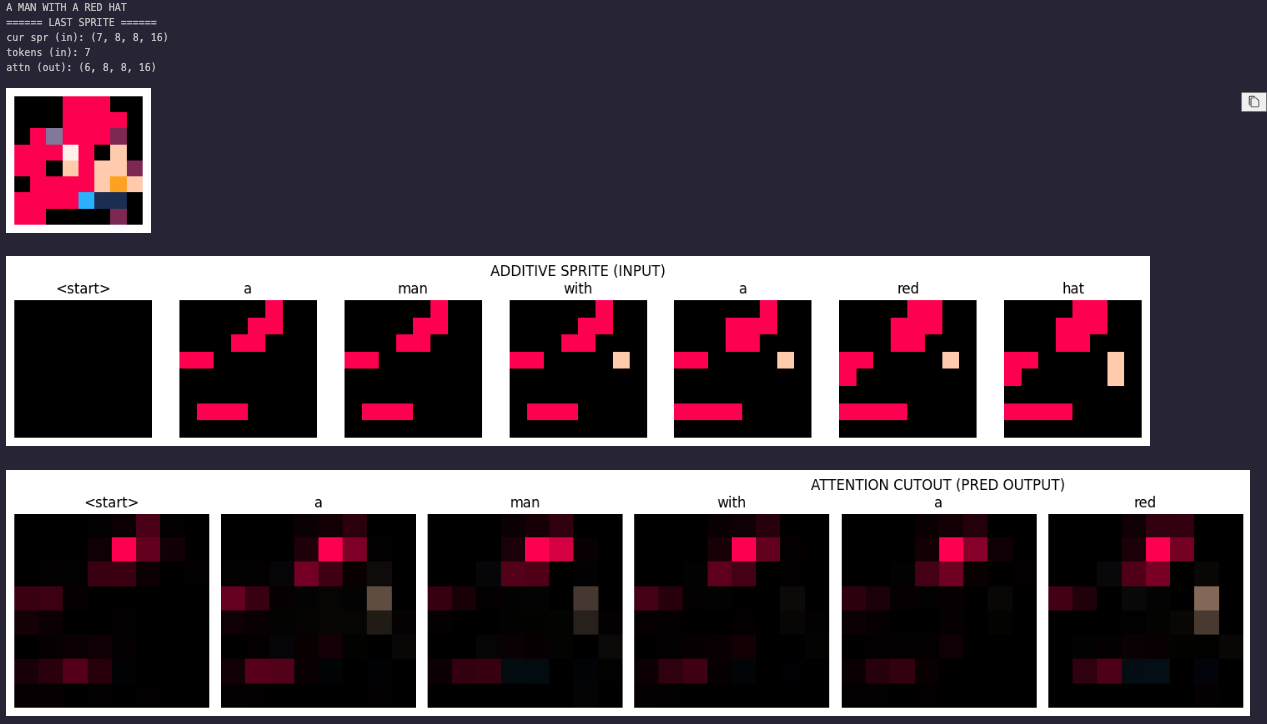 A MAN WITH A RED HAT
====== LAST SPRITE ======
cur spr (in): (7, 8, 8, 16)
tokens (in): 7
attn (out): (6, 8, 8, 16)
ADDITIVE SPRITE (INPUT)
<start> a man with a red hat
ATTENTION CUTOUT (PRED OUTPUT)
<start> a man with a red